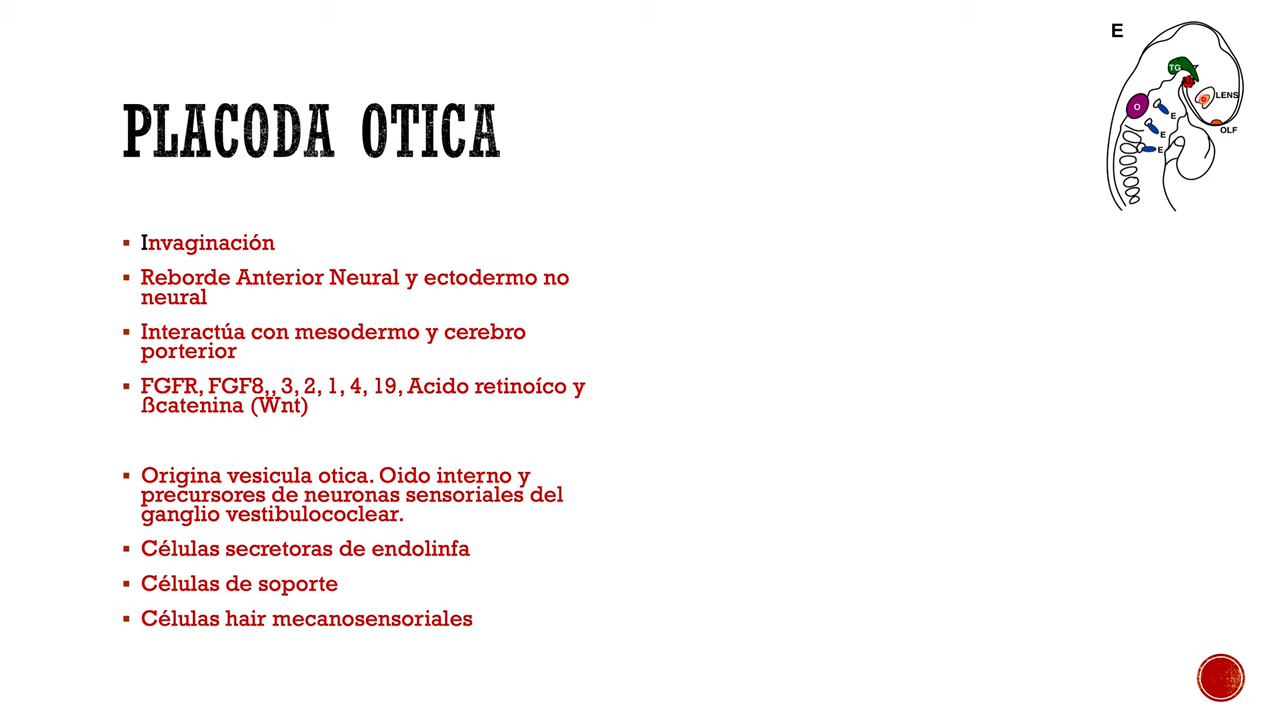 PLACODA OTICA
▪ Invaginación
▪ Reborde Anterior Neural y ectodermo no
neural
▪ Interactúa con mesodermo y cerebro
porterior
▪ FGFR, FGF8,, 3, 2, 1, 4, 19, Acido retinoíco y
ßcatenina (Wnt)
▪ Origina vesicula otica. Oido interno y
precursores de neuronas sensoriales del
ganglio vestibulococlear.
▪ Células secretoras de endolinfa
▪ Células de soporte
▪ Células hair mecanosensoriales
E
TG
LENS
O
E
OLF
E
E